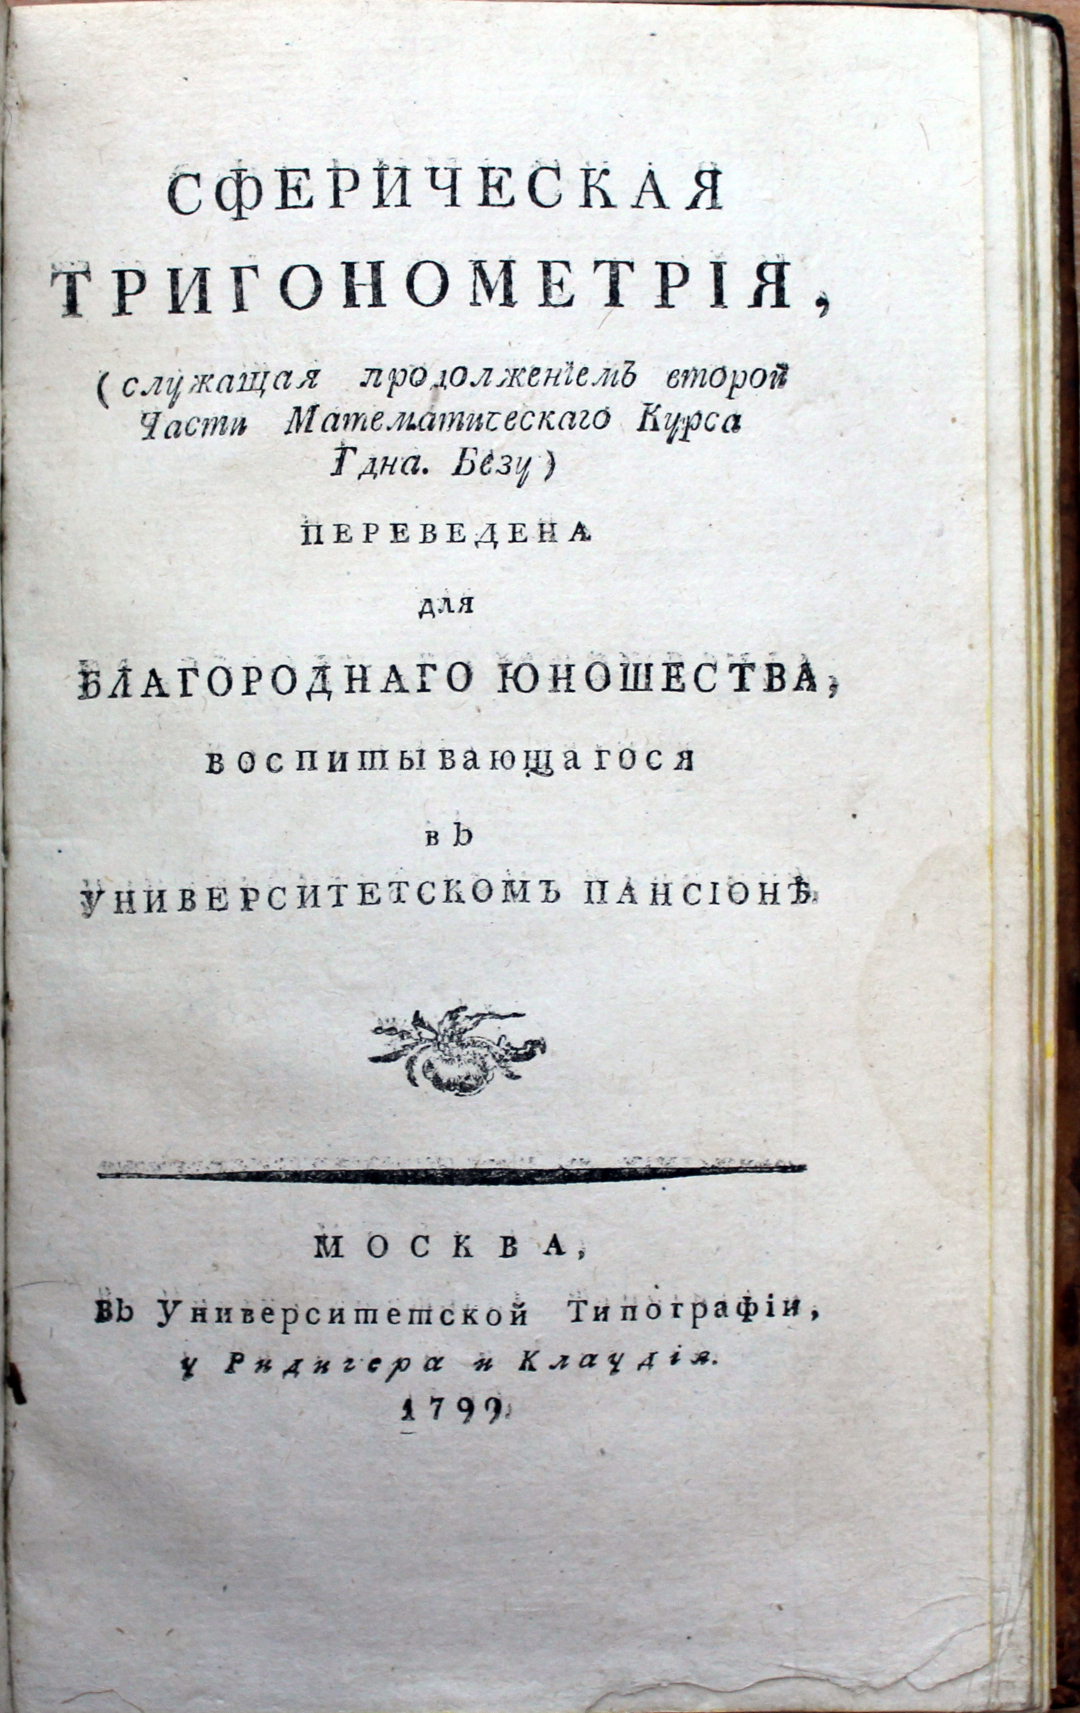 СФЕРИЧЕСКАЯ
ТРИГОНОМЕТРІЯ,
(служащая продолженіемъ второй
Части Математическаго Курса
Гдна. Безу)
ПЕРЕВЕДЕНА
для
БЛАГОРОДНАГО ЮНОШЕСТВА,
воспитывающагося
въ
УНИВЕРСИТЕТСКОМЪ ПАНСІОНѢ.
МОСКВА,
Въ Университетской Типографіи,
у Ридигера и Клаудія.
1799.